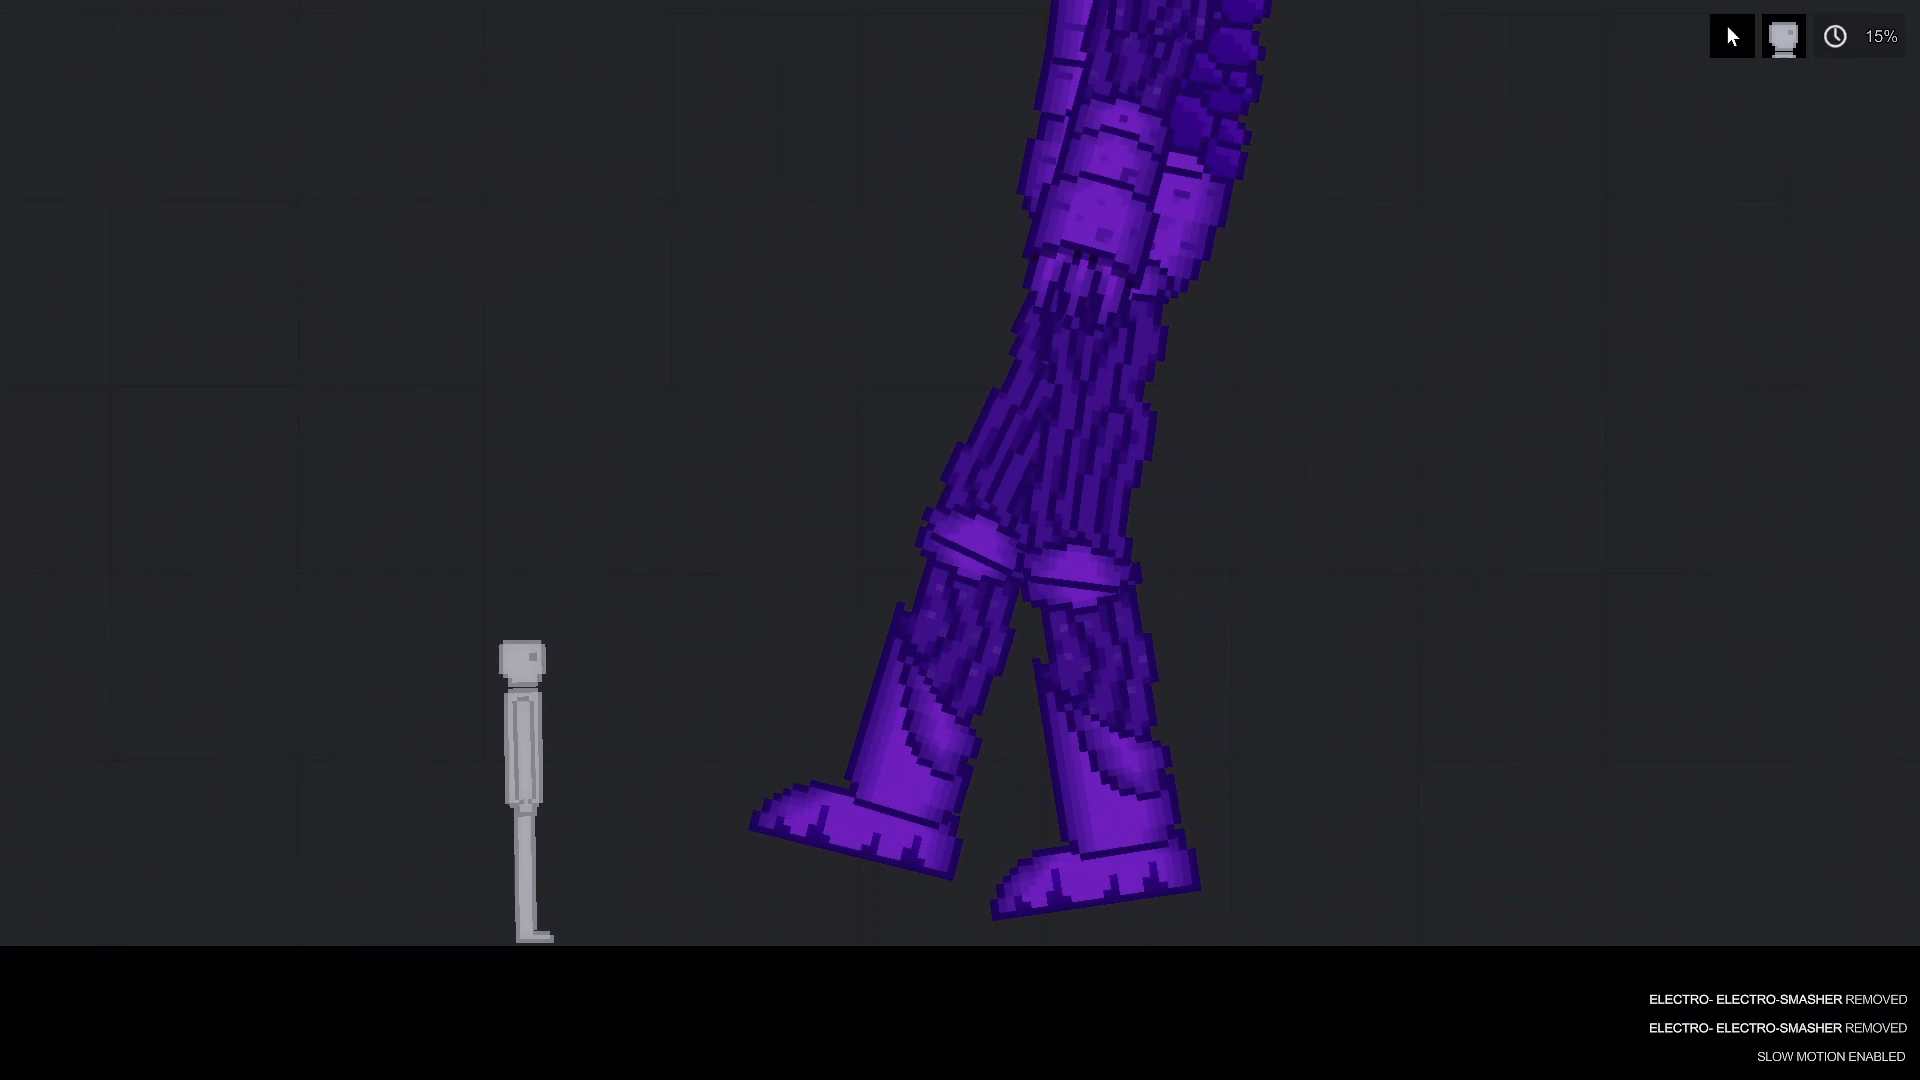 15%
ELECTRO- ELECTRO-SMASHER REMOVED
ELECTRO- ELECTRO-SMASHER REMOVED
SLOW MOTION ENABLED